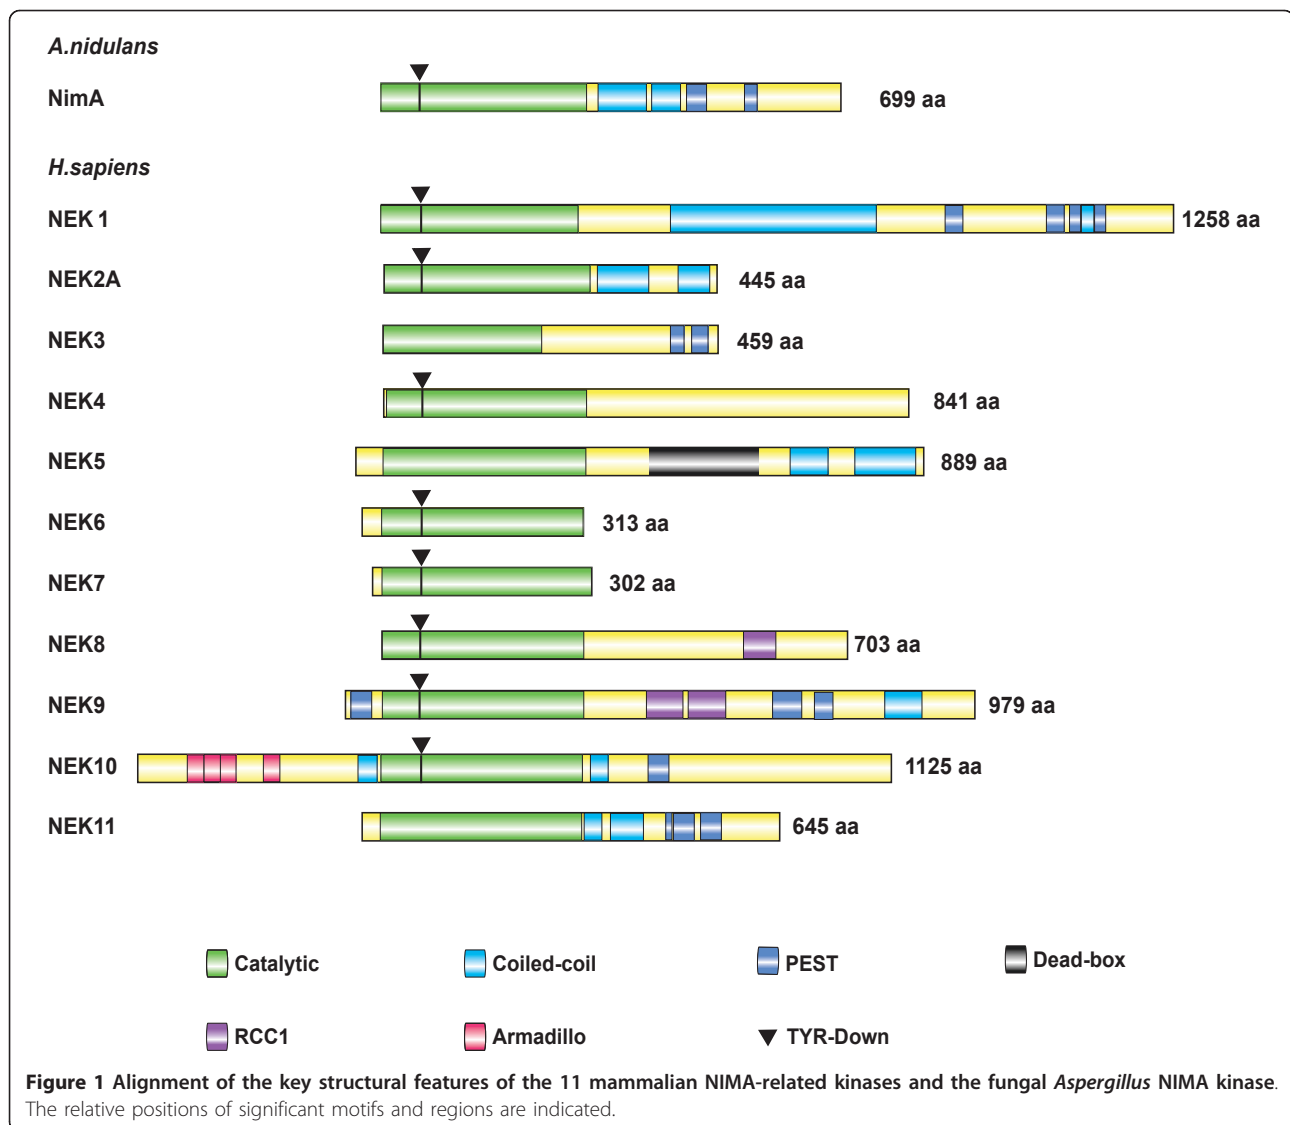 A.nidulans
NimA 699 aa
H.sapiens
NEK 1 1258 aa
NEK2A 445 aa
NEK3 459 aa
NEK4 841 aa
NEK5 889 aa
NEK6 313 aa
NEK7 302 aa
NEK8 703 aa
NEK9 979 aa
NEK10 1125 aa
NEK11 645 aa
Catalytic Coiled-coil PEST Dead-box
RCC1 Armadillo TYR-Down
Figure 1 Alignment of the key structural features of the 11 mammalian NIMA-related kinases and the fungal Aspergillus NIMA kinase.
The relative positions of significant motifs and regions are indicated.